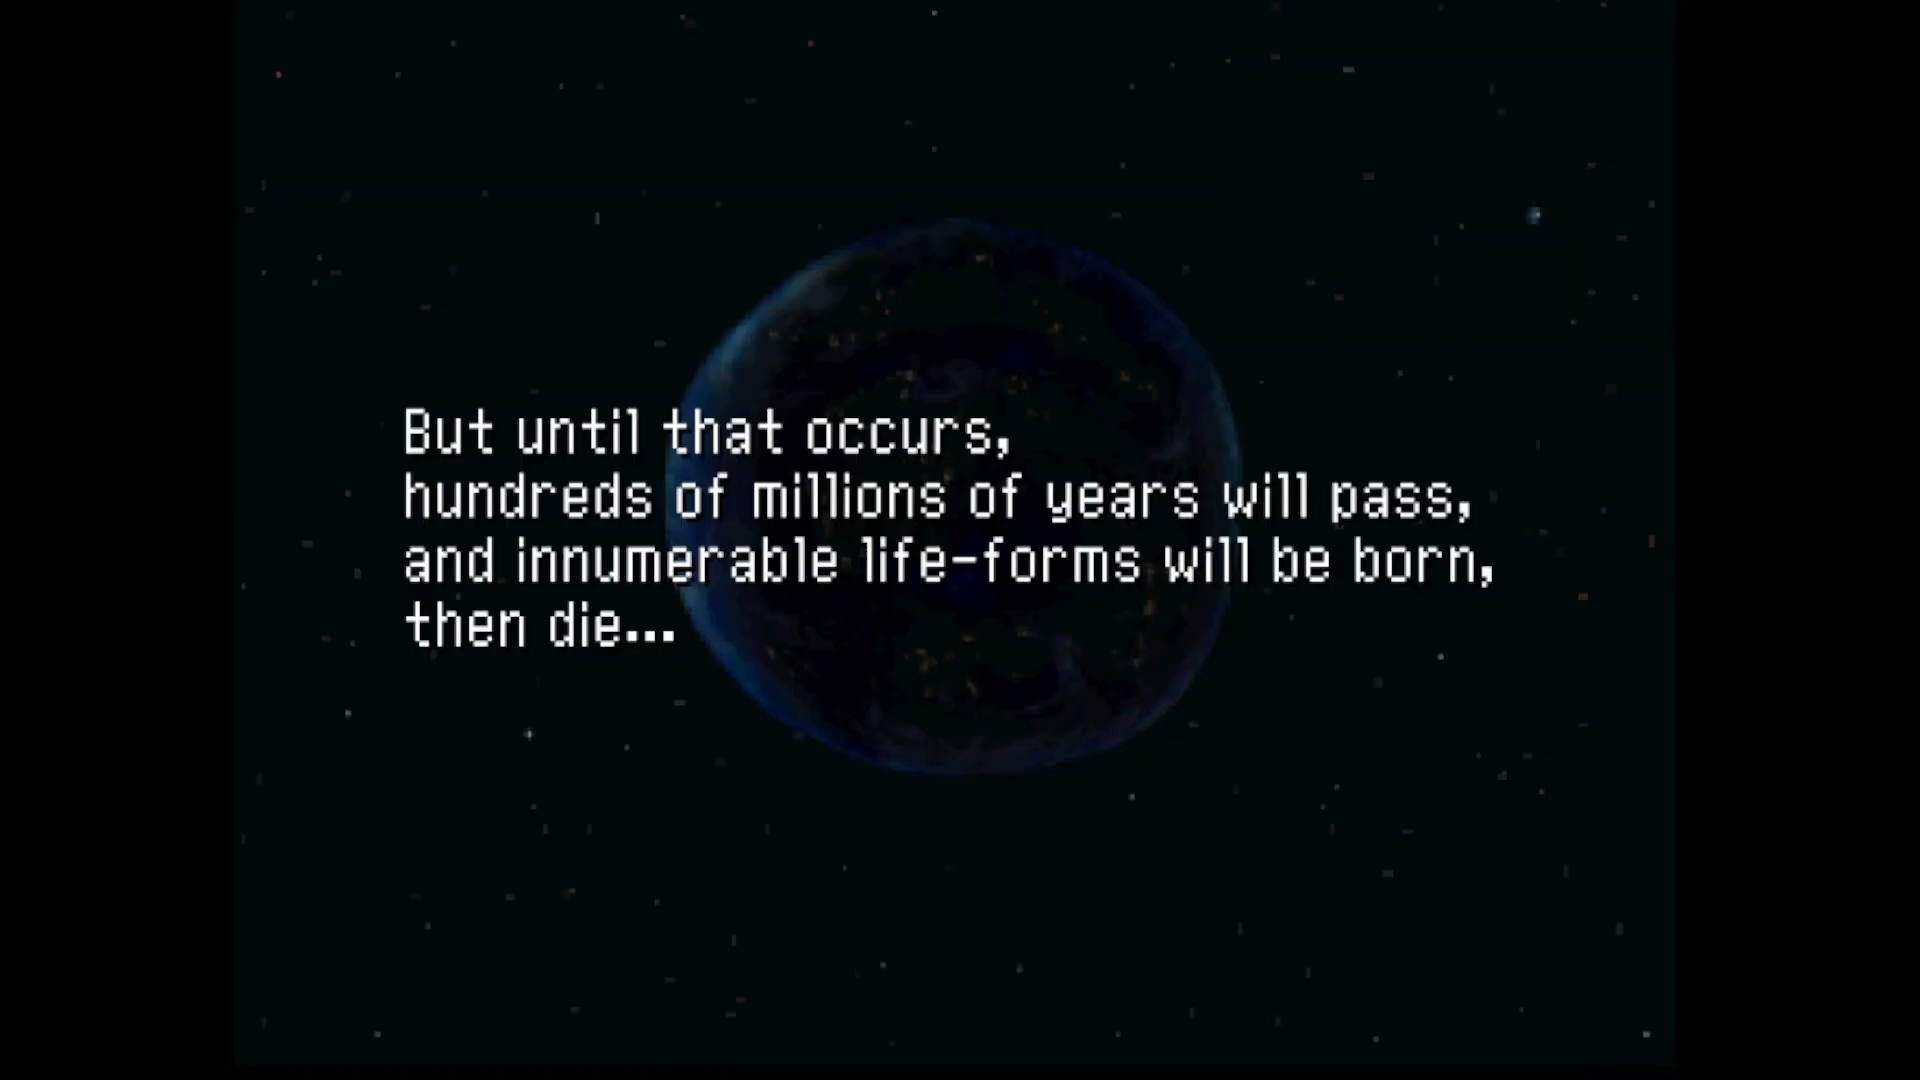 But until that occurs,
hundreds of millions of years will pass,
and innumerable life-forms will be born,
then die...